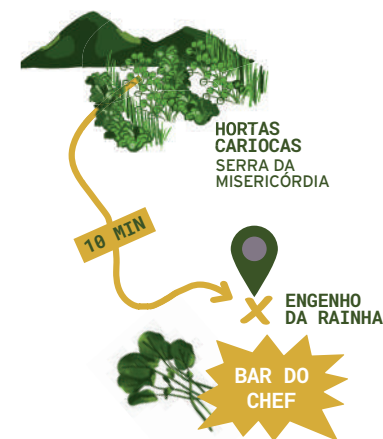 HORTAS
CARIOCAS
SERRA DA
MISERICÓRDIA
10 MIN
ENGENHO
DA RAINHA
BAR DO
CHEF